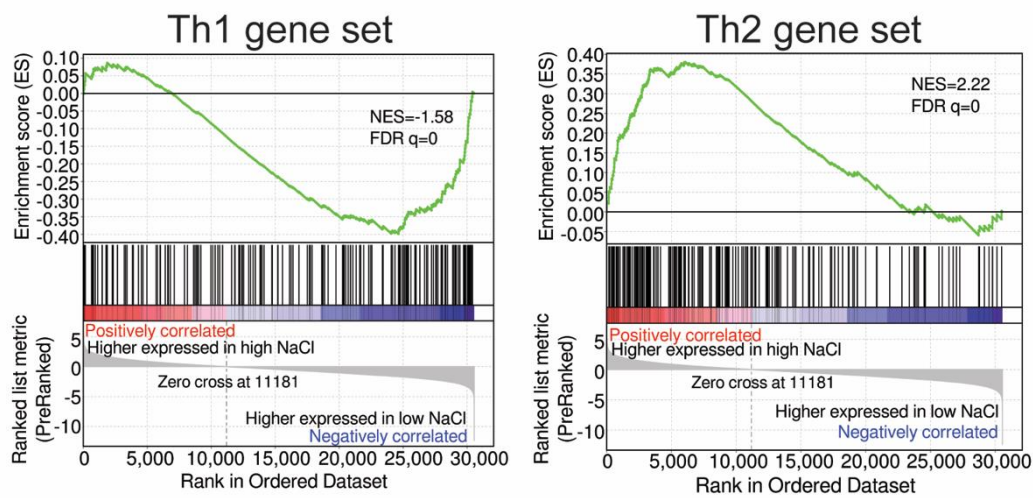 Th1 gene set
Enrichment score (ES)
0.10
0.05
0.00
-0.05
-0.10
-0.15
-0.20
-0.25
-0.30
-0.35
-0.40
NES=-1.58
FDR q=0
Ranked list metric
(PreRanked)
5
0
-5
-10
Positively correlated
Higher expressed in high NaCl
Zero cross at 11181
Higher expressed in low NaCl
Negatively correlated
0
5,000
10,000
15,000
20,000
25,000
30,000
Rank in Ordered Dataset
Th2 gene set
Enrichment score (ES)
0.40
0.35
0.30
0.25
0.20
0.15
0.10
0.05
0.00
-0.05
NES=2.22
FDR q=0
Ranked list metric
(PreRanked)
5
0
-5
-10
Positively correlated
Higher expressed in high NaCl
Zero cross at 11181
Higher expressed in low NaCl
Negatively correlated
0
5,000
10,000
15,000
20,000
25,000
30,000
Rank in Ordered Dataset